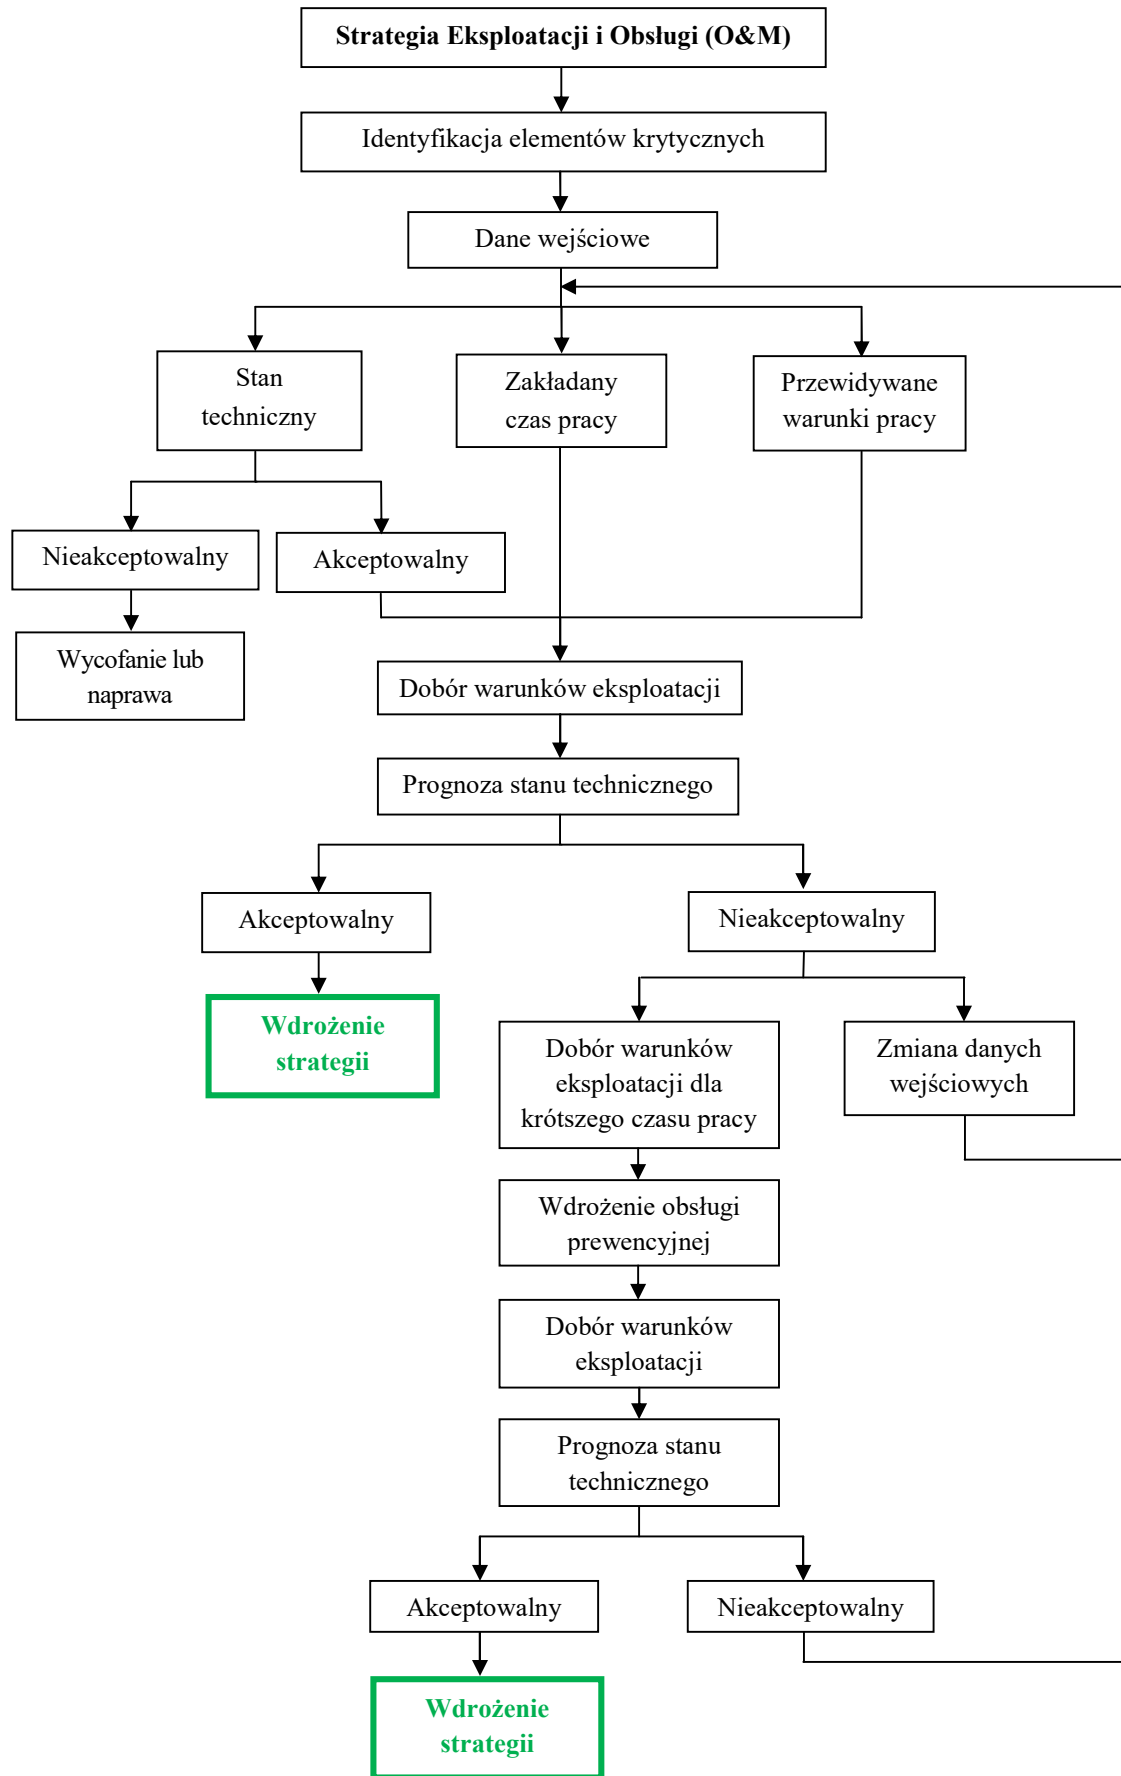 Strategia Eksploatacji i Obsługi (O&M)
Identyfikacja elementów krytycznych
Dane wejściowe
Stan
techniczny
Zakładany
czas pracy
Przewidywane
warunki pracy
Nieakceptowalny
Akceptowalny
Wycofanie lub
naprawa
Dobór warunków eksploatacji
Prognoza stanu technicznego
Akceptowalny
Nieakceptowalny
Wdrożenie
strategii
Dobór warunków
eksploatacji dla
krótszego czasu pracy
Zmiana danych
wejściowych
Wdrożenie obsługi
prewencyjnej
Dobór warunków
eksploatacji
Prognoza stanu
technicznego
Akceptowalny
Nieakceptowalny
Wdrożenie
strategii